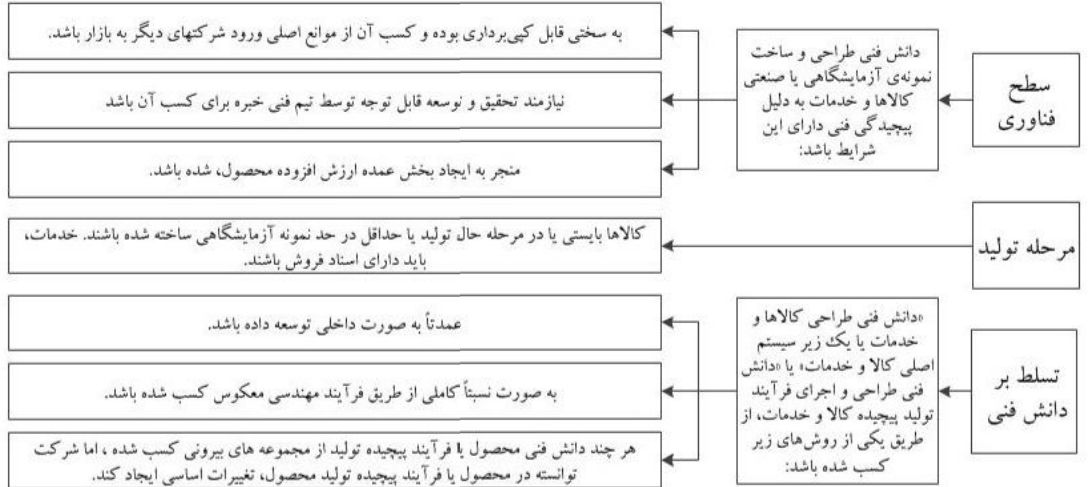 سطح
فناوری
دانش فنی طراحی و ساخت
نمونه‌ی آزمایشگاهی یا صنعتی
کالاها و خدمات به دلیل
پیچیدگی فنی دارای این
شرایط باشد:
به سختی قابل کپی‌برداری بوده و کسب آن از موانع اصلی ورود شرکتهای دیگر به بازار باشد.
نیازمند تحقیق و توسعه قابل توجه توسط تیم فنی خبره برای کسب آن باشد
منجر به ایجاد بخش عمده ارزش افزوده محصول، شده باشد.
مرحله تولید
کالاها بایستی یا در مرحله حال تولید یا حداقل در حد نمونه آزمایشگاهی ساخته شده باشند. خدمات،
باید دارای اسناد فروش باشند.
تسلط بر
دانش فنی
«دانش فنی طراحی کالاها و
خدمات یا یک زیر سیستم
اصلی کالا و خدمات» یا «دانش
فنی طراحی و اجرای فرآیند
تولید پیچیده کالا و خدمات، از
طریق یکی از روش‌های زیر
کسب شده باشد:
عمدتاً به صورت داخلی توسعه داده باشد.
به صورت نسبتاً کاملی از طریق فرآیند مهندسی معکوس کسب شده باشد.
هر چند دانش فنی محصول یا فرآیند پیچیده تولید از مجموعه های بیرونی کسب شده ، اما شرکت
توانسته در محصول یا فرآیند پیچیده تولید محصول، تغییرات اساسی ایجاد کند.